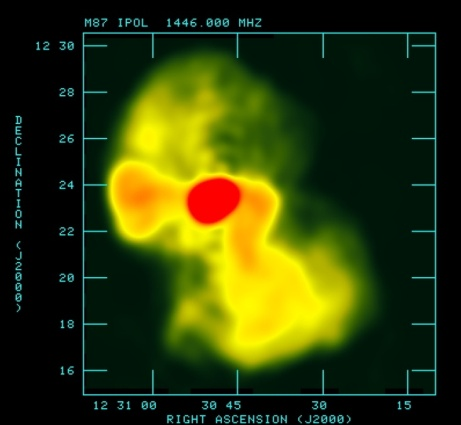 M87 IPOL 1446.000 MHZ
12 30
28
26
24
22
20
18
16
DECLINATION (J2000)
12 31 00 30 45 30 15
RIGHT ASCENSION (J2000)